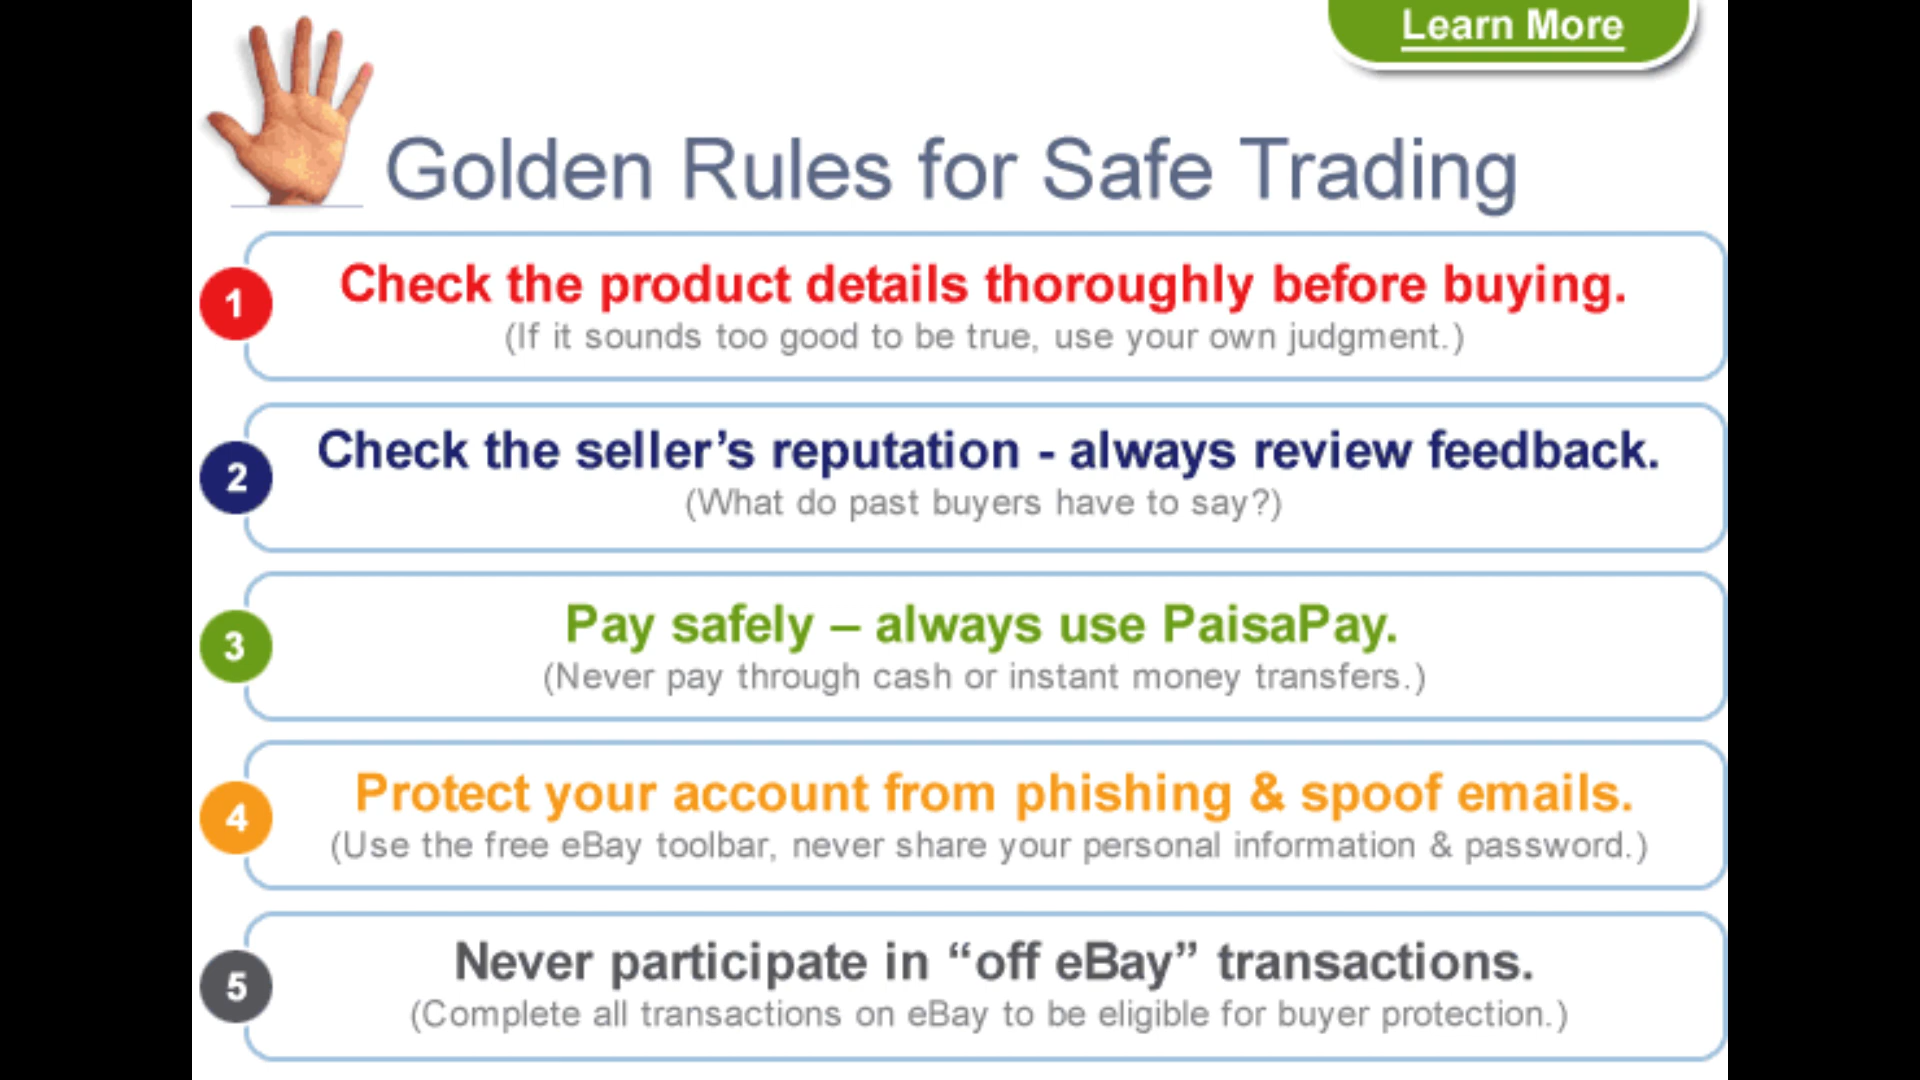 Learn More
Golden Rules for Safe Trading
1
Check the product details thoroughly before buying.
(If it sounds too good to be true, use your own judgment.)
2
Check the seller’s reputation - always review feedback.
(What do past buyers have to say?)
3
Pay safely – always use PaisaPay.
(Never pay through cash or instant money transfers.)
4
Protect your account from phishing & spoof emails.
(Use the free eBay toolbar, never share your personal information & password.)
5
Never participate in “off eBay” transactions.
(Complete all transactions on eBay to be eligible for buyer protection.)